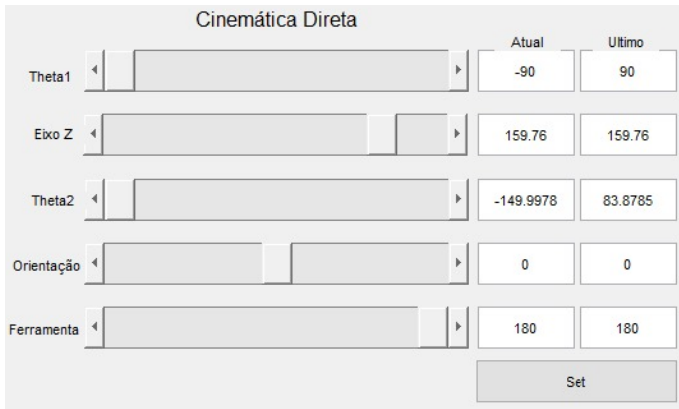 Cinemática Direta
Atual Ultimo
Theta1 -90 90
Eixo Z 159.76 159.76
Theta2 -149.9978 83.8785
Orientação 0 0
Ferramenta 180 180
Set